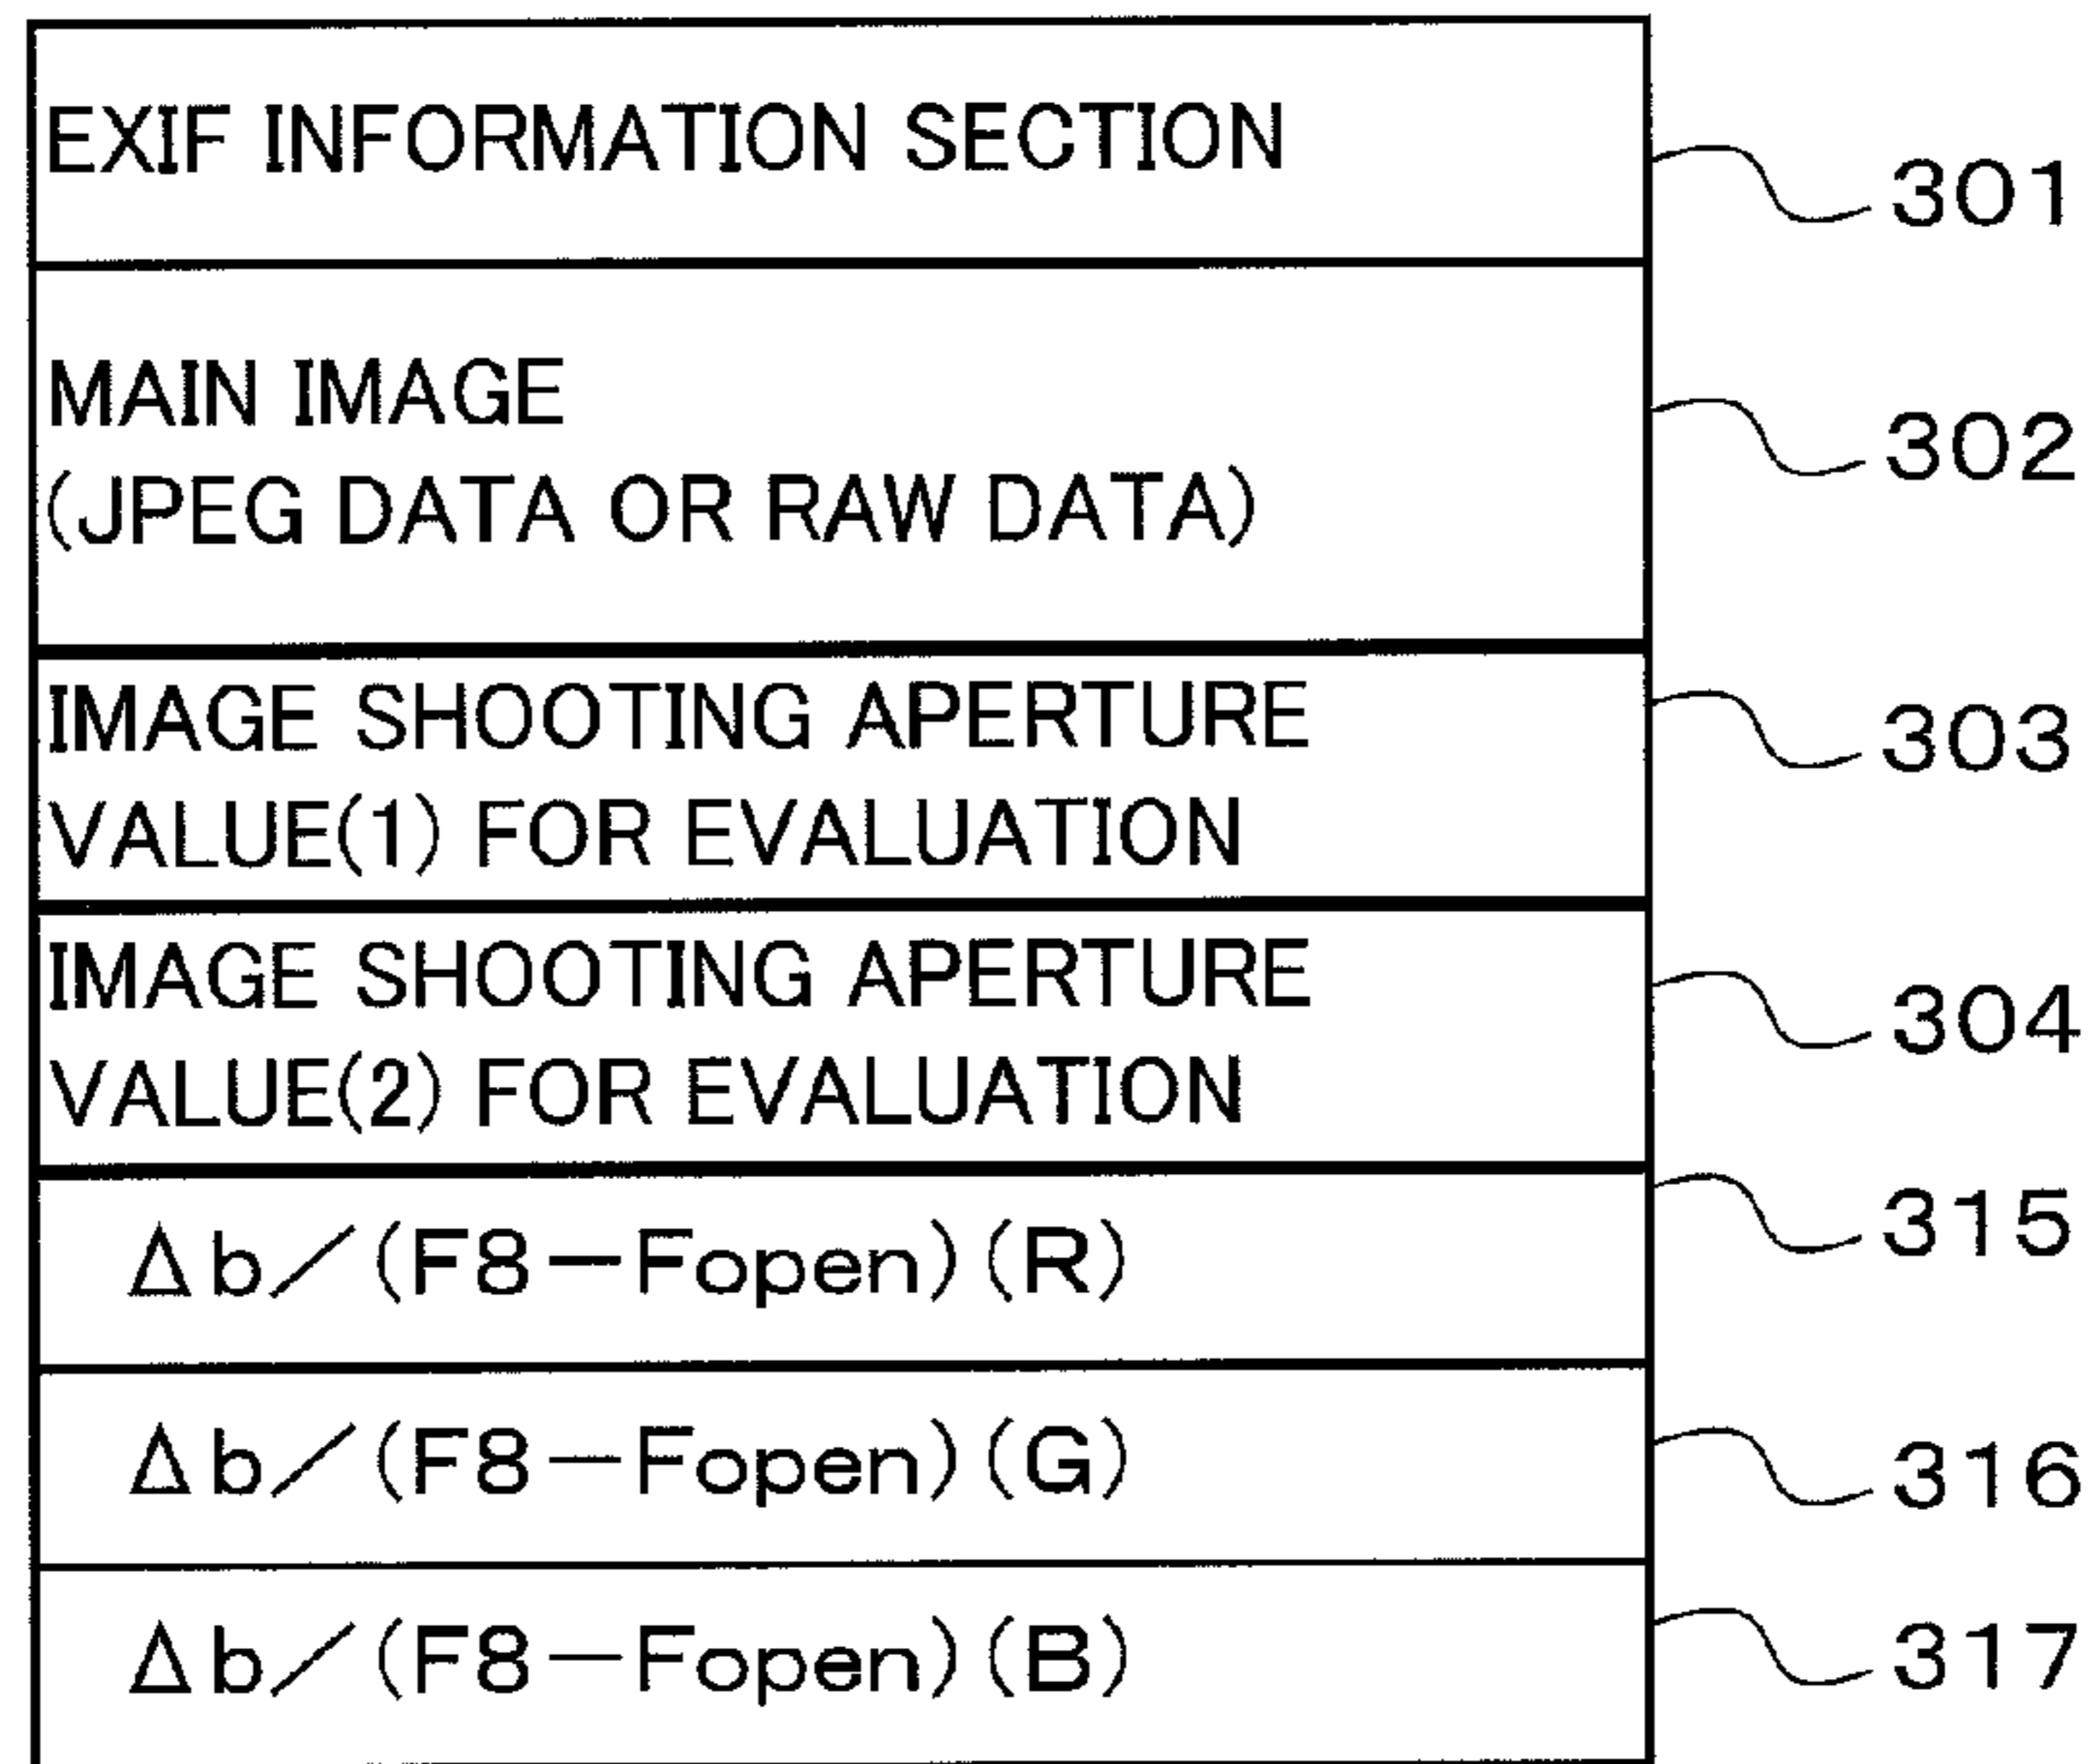 EXIF INFORMATION SECTION
301
MAIN IMAGE
(JPEG DATA OR RAW DATA)
302
IMAGE SHOOTING APERTURE
VALUE(1) FOR EVALUATION
303
IMAGE SHOOTING APERTURE
VALUE(2) FOR EVALUATION
304
Δb/(F8-Fopen)(R)
315
Δb/(F8-Fopen)(G)
316
Δb/(F8-Fopen)(B)
317